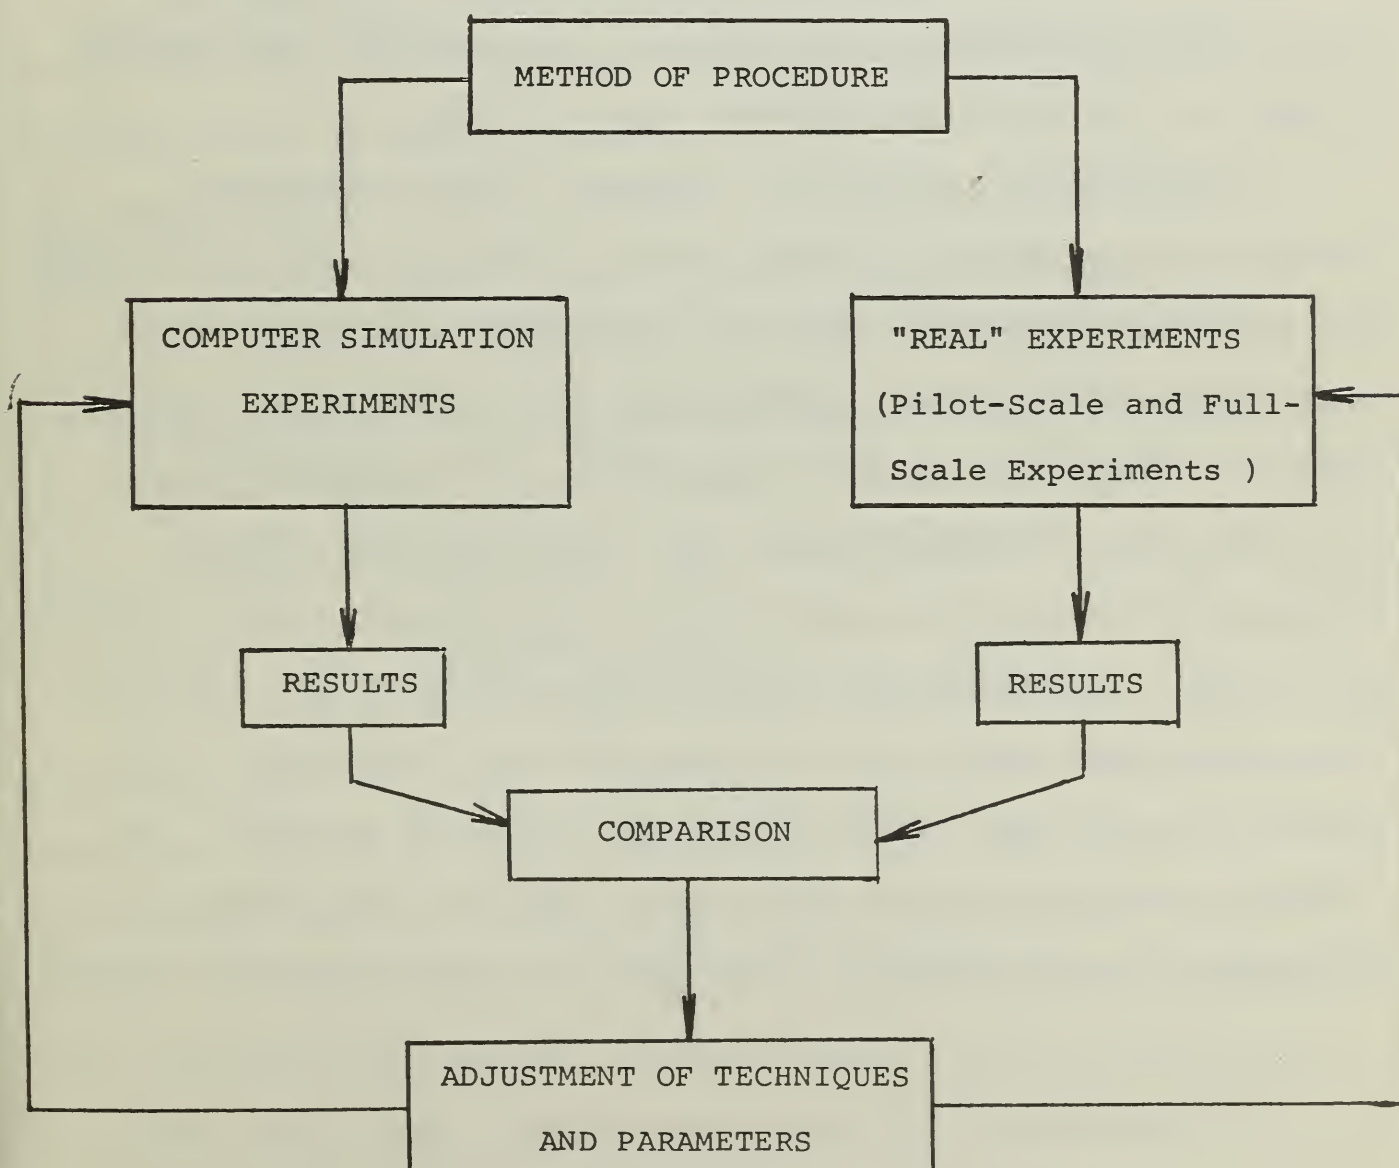 METHOD OF PROCEDURE
COMPUTER SIMULATION
EXPERIMENTS
"REAL" EXPERIMENTS
(Pilot-Scale and Full-
Scale Experiments )
RESULTS
RESULTS
COMPARISON
ADJUSTMENT OF TECHNIQUES
AND PARAMETERS